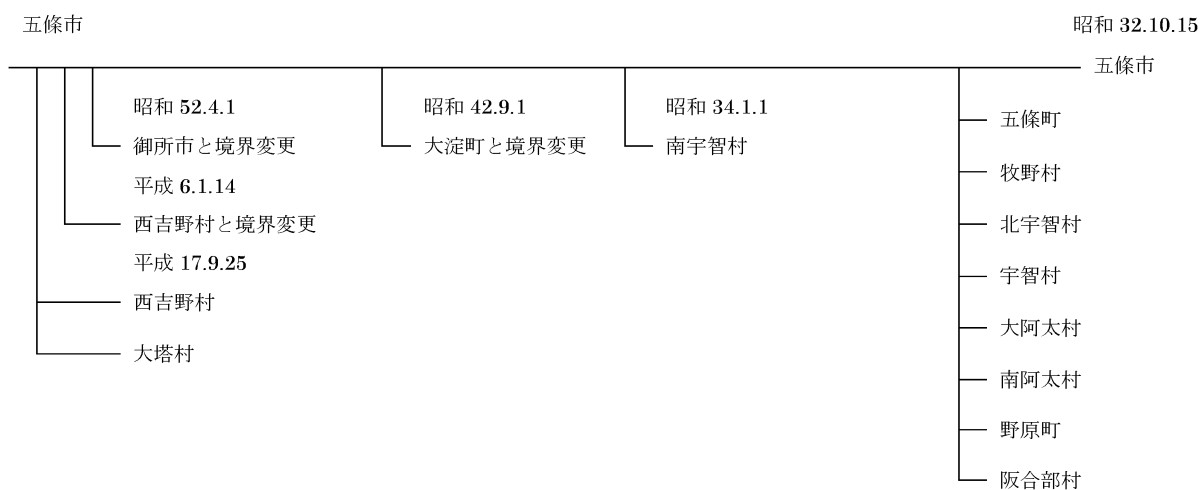 五條市
昭和 32.10.15
五條市
昭和 52.4.1
御所市と境界変更
平成 6.1.14
西吉野村と境界変更
平成 17.9.25
西吉野村
大塔村
昭和 42.9.1
大淀町と境界変更
昭和 34.1.1
南宇智村
五條町
牧野村
北宇智村
宇智村
大阿太村
南阿太村
野原町
阪合部村